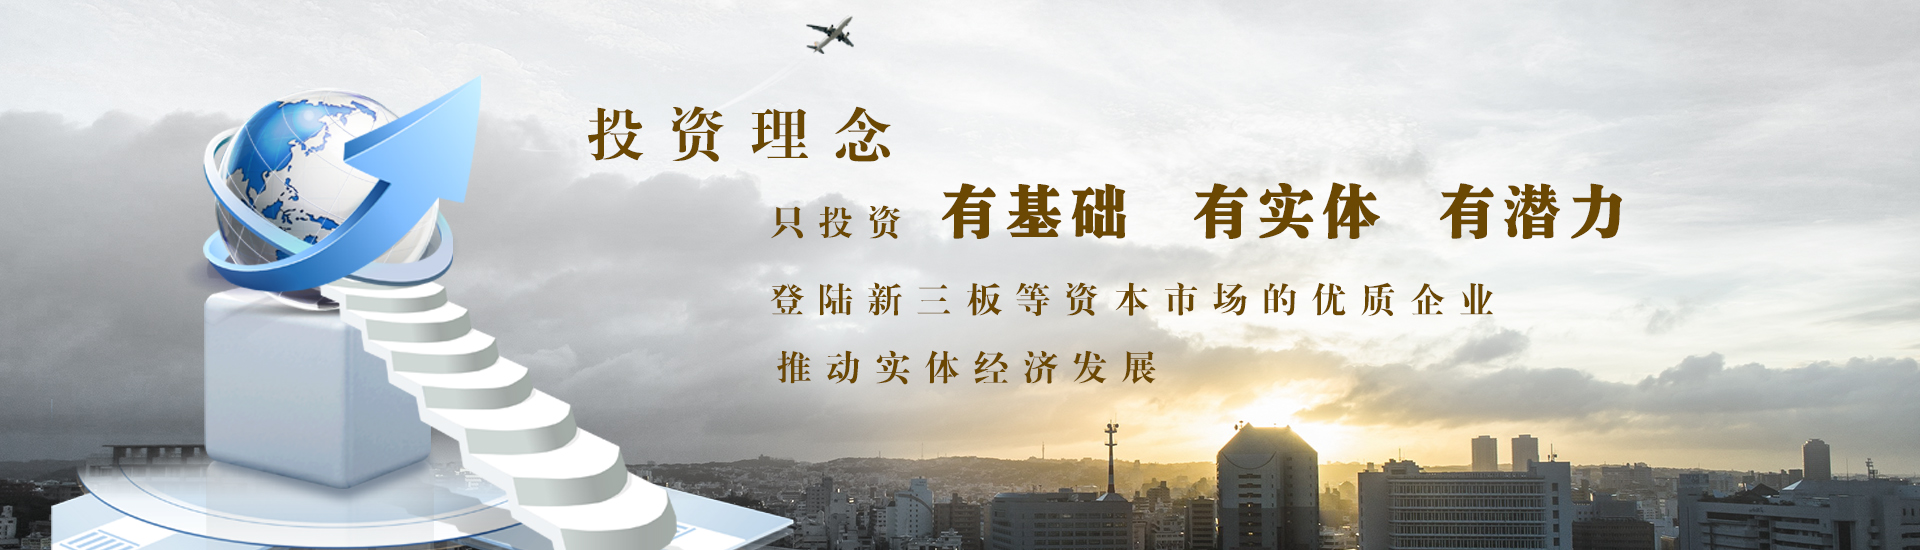 投资理念
只投资 有基础 有实体 有潜力
登陆新三板等资本市场的优质企业
推动实体经济发展